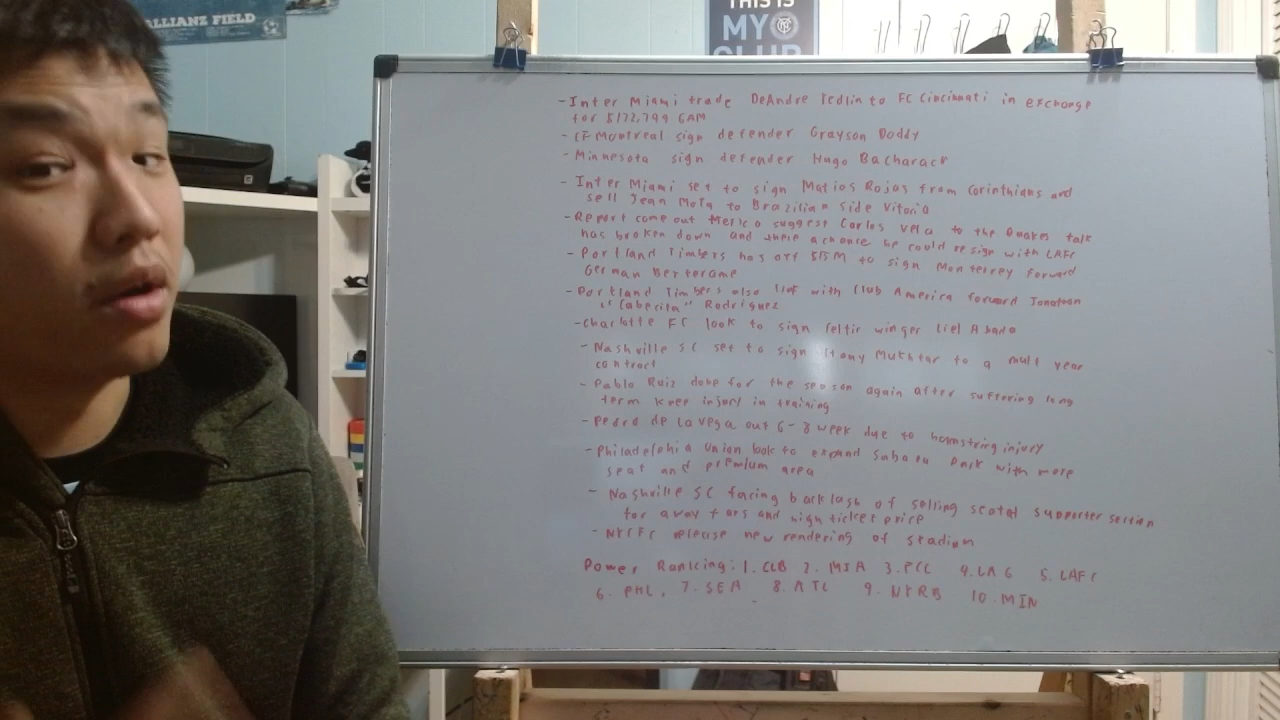 ALLIANZ FIELD
THIS IS
MY
CLUB
- Inter Miami trade DeAndre Yedlin to FC Cincinnati in exchange
for $172,799 GAM
- CF Montreal sign defender Grayson Doddy
- Minnesota sign defender Hugo Bacharach
- Inter Miami set to sign Matios Rojas from Corinthians and
sell Jean Mota to Brazilian side Vitoria
- Report come out Mexico suggest Carlos Vela to the Quakes talk
has broken down and there a chance he could resign with LAFC
- Portland Timbers has off $15M to sign Monterrey forward
German Berterame
- Portland Timbers also with Club America forward Jonatan
"Cabecita" Rodriguez
- Charlotte FC look to sign Celtic winger Liel Abada
- Nashville SC set to sign Hany Mukhtar to a mult year
contract
- Pablo Ruiz done for the season again after suffering long
term knee injury in training
- Pedro de la Vega out 6-8 week due to hamstring injury
- Philadelphia Union look to expand Subaru Park with more
seat and premium area
- Nashville SC facing backlash of selling seated supporter section
for away fans and high ticket price
- NYCFC release new rendering of stadium
Power Ranking: 1. CLB 2. MIA 3. FCC 4. LAG 5. LAFC
6. PHL, 7. SEA 8. ATL 9. NYRB 10. MIN